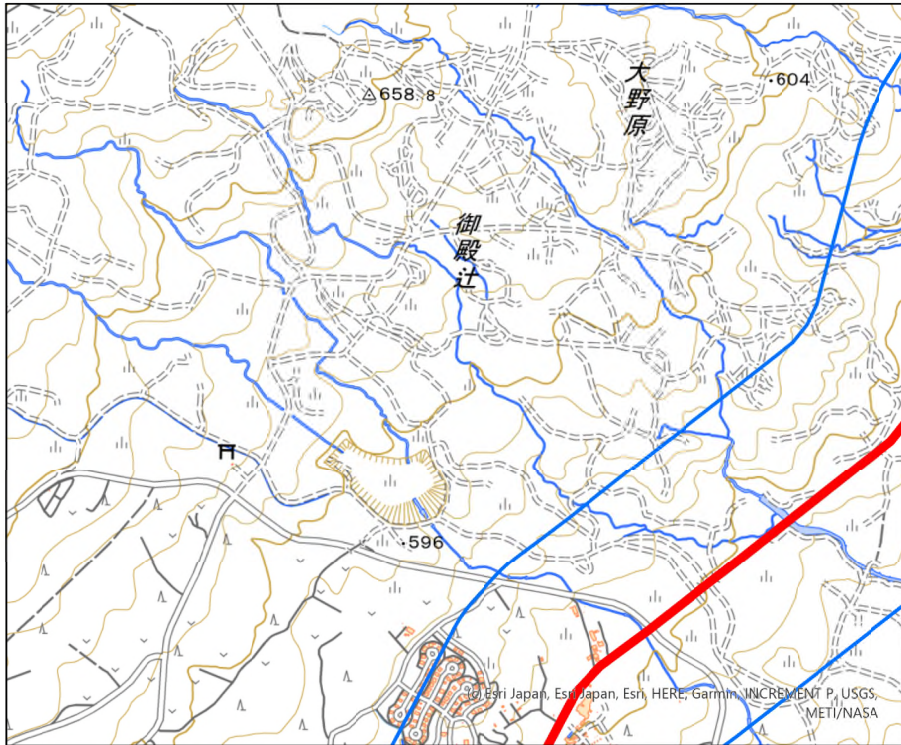 大野原
△658.8
・604
御殿辻
・596
(c) Esri Japan, Esri Japan, Esri, HERE, Garmin, INCREMENT P, USGS,
METI/NASA